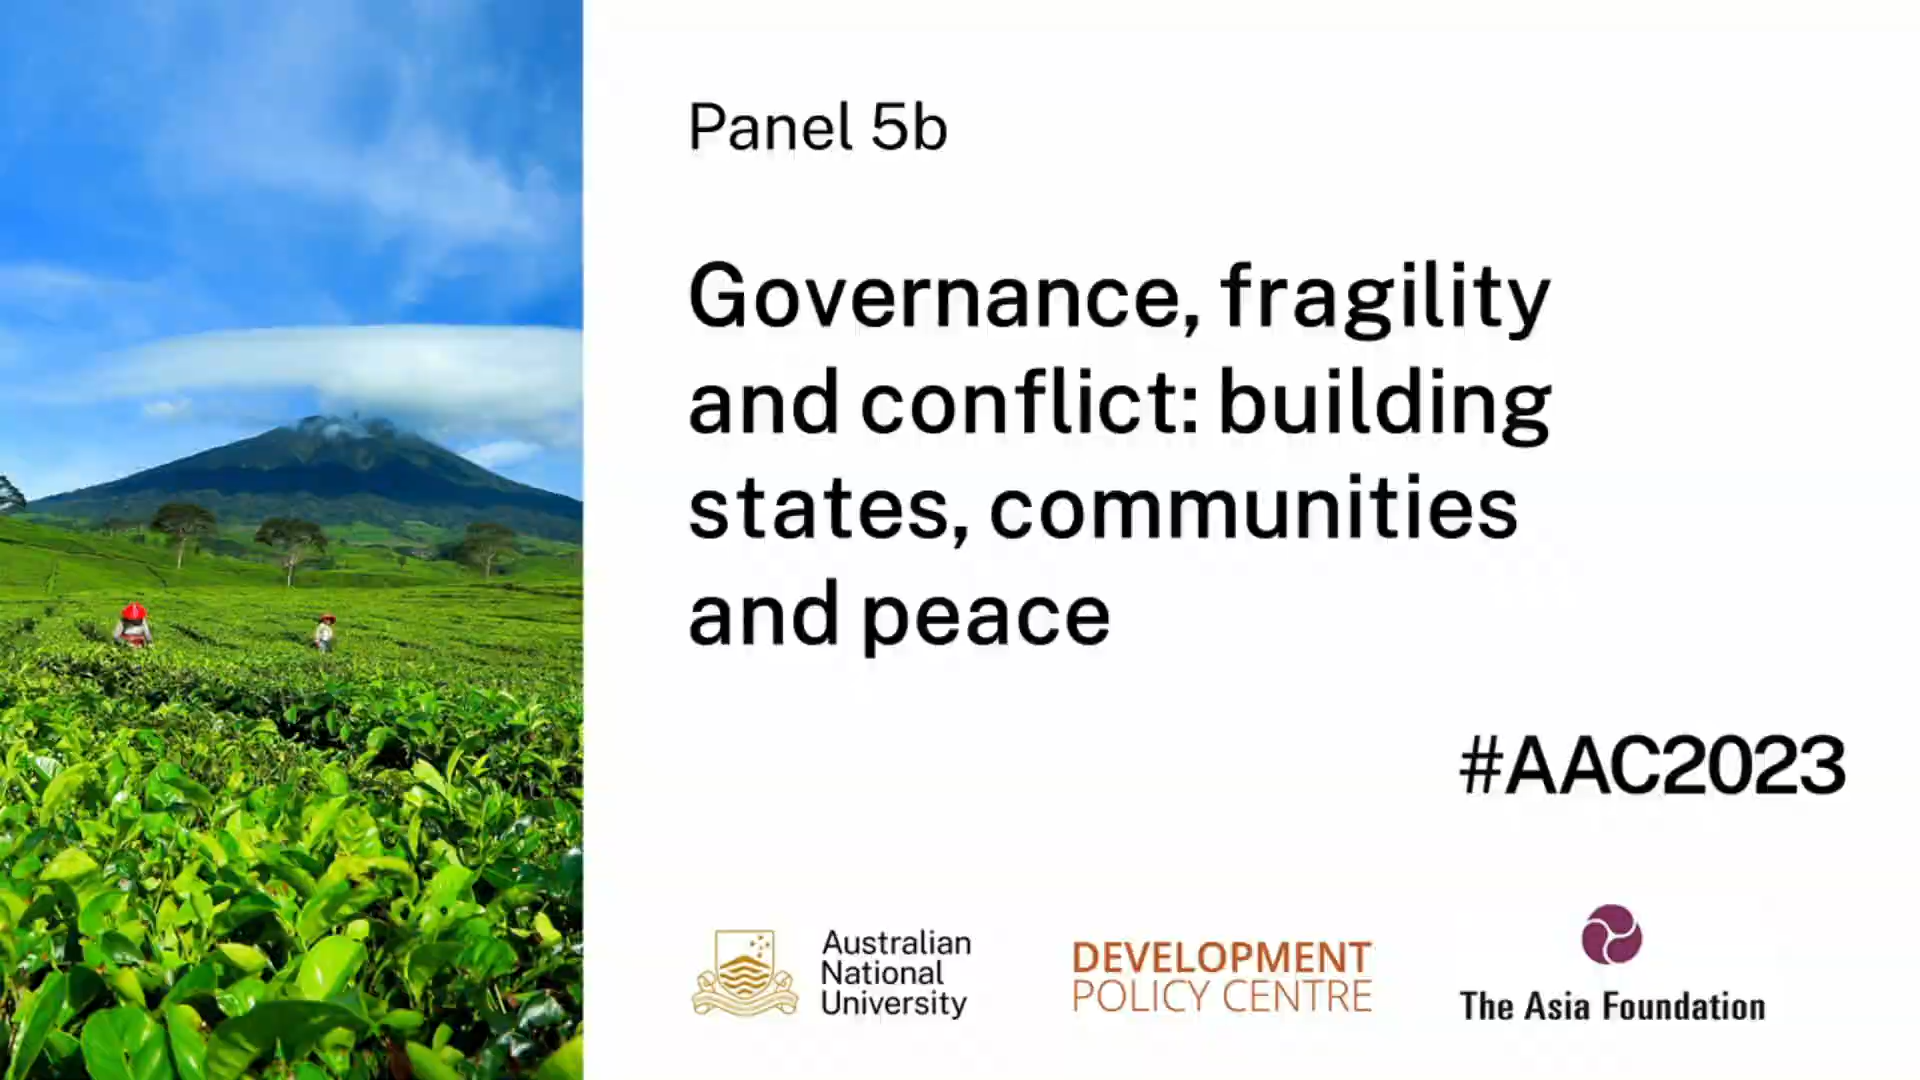 Panel 5b
Governance, fragility
and conflict: building
states, communities
and peace
#AAC2023
Australian
National
University
DEVELOPMENT
POLICY CENTRE
The Asia Foundation